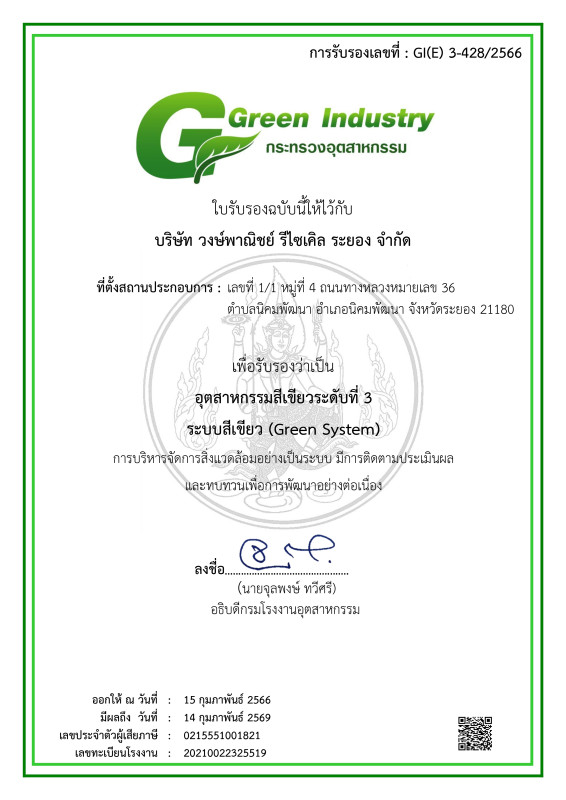 การรับรองเลขที่ : GI(E) 3-428/2566
Green Industry
กระทรวงอุตสาหกรรม
ใบรับรองฉบับนี้ให้ไว้กับ
บริษัท วงษ์พาณิชย์ รีไซเคิล ระยอง จำกัด
ที่ตั้งสถานประกอบการ : เลขที่ 1/1 หมู่ที่ 4 ถนนทางหลวงหมายเลข 36
ตำบลนิคมพัฒนา อำเภอนิคมพัฒนา จังหวัดระยอง 21180
เพื่อรับรองว่าเป็น
อุตสาหกรรมสีเขียวระดับที่ 3
ระบบสีเขียว (Green System)
การบริหารจัดการสิ่งแวดล้อมอย่างเป็นระบบ มีการติดตามประเมินผล
และทบทวนเพื่อการพัฒนาอย่างต่อเนื่อง
ลงชื่อ
(นายจุลพงษ์ ทวีศรี)
อธิบดีกรมโรงงานอุตสาหกรรม
ออกให้ ณ วันที่ : 15 กุมภาพันธ์ 2566
มีผลถึง วันที่ : 14 กุมภาพันธ์ 2569
เลขประจำตัวผู้เสียภาษี : 0215551001821
เลขทะเบียนโรงงาน : 20210022325519